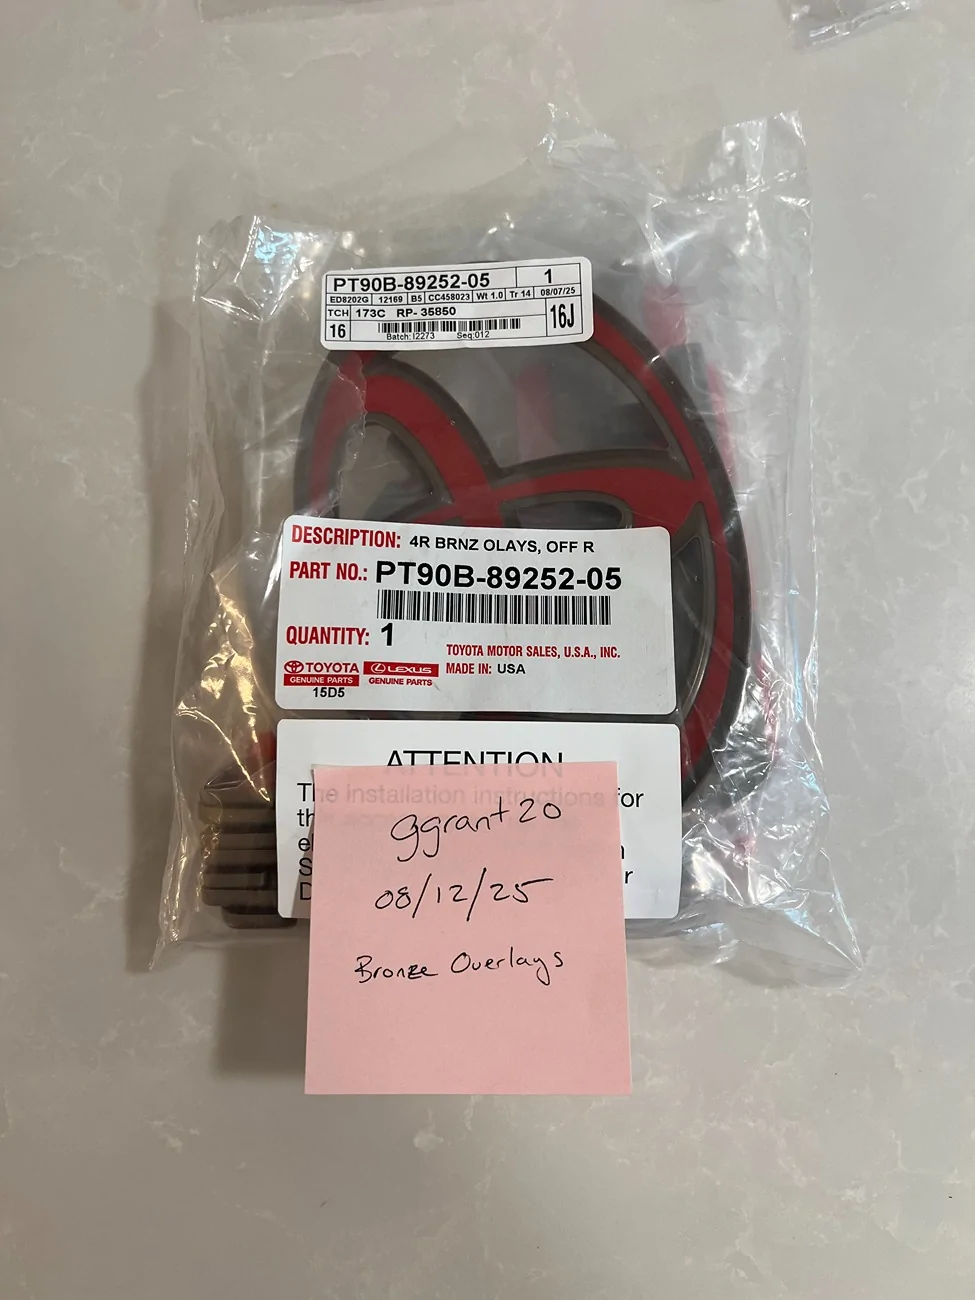 PT90B-89252-05 1
ED8202G 12169 B5 CC458023 Wt 1.0 Tr 14 08/07/25
TCH 173C RP- 35850 16J
16
Batch:I2273 Seq:012
DESCRIPTION: 4R BRNZ OLAYS, OFF R
PART NO.: PT90B-89252-05
QUANTITY: 1
TOYOTA MOTOR SALES, U.S.A., INC.
TOYOTA LEXUS MADE IN: USA
GENUINE PARTS GENUINE PARTS
15D5
ATTENTION
The installation instructions for
ggrant20
08/12/25
Bronze Overlays